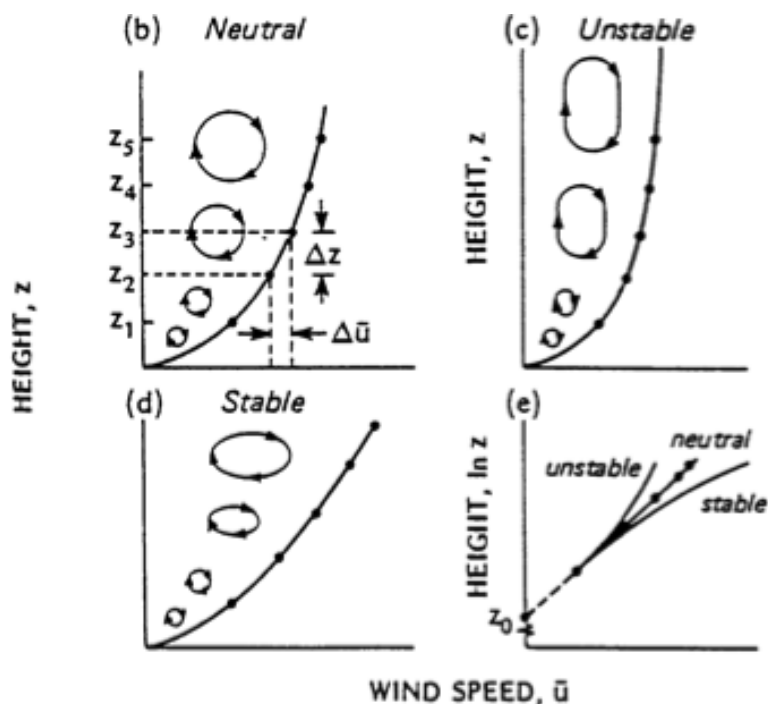 (b) Neutral
(c) Unstable
z5
z4
z3
z2
z1
Δz
Δū
HEIGHT, z
HEIGHT, z
(d) Stable
(e)
unstable
neutral
stable
HEIGHT, ln z
z0
WIND SPEED, ū